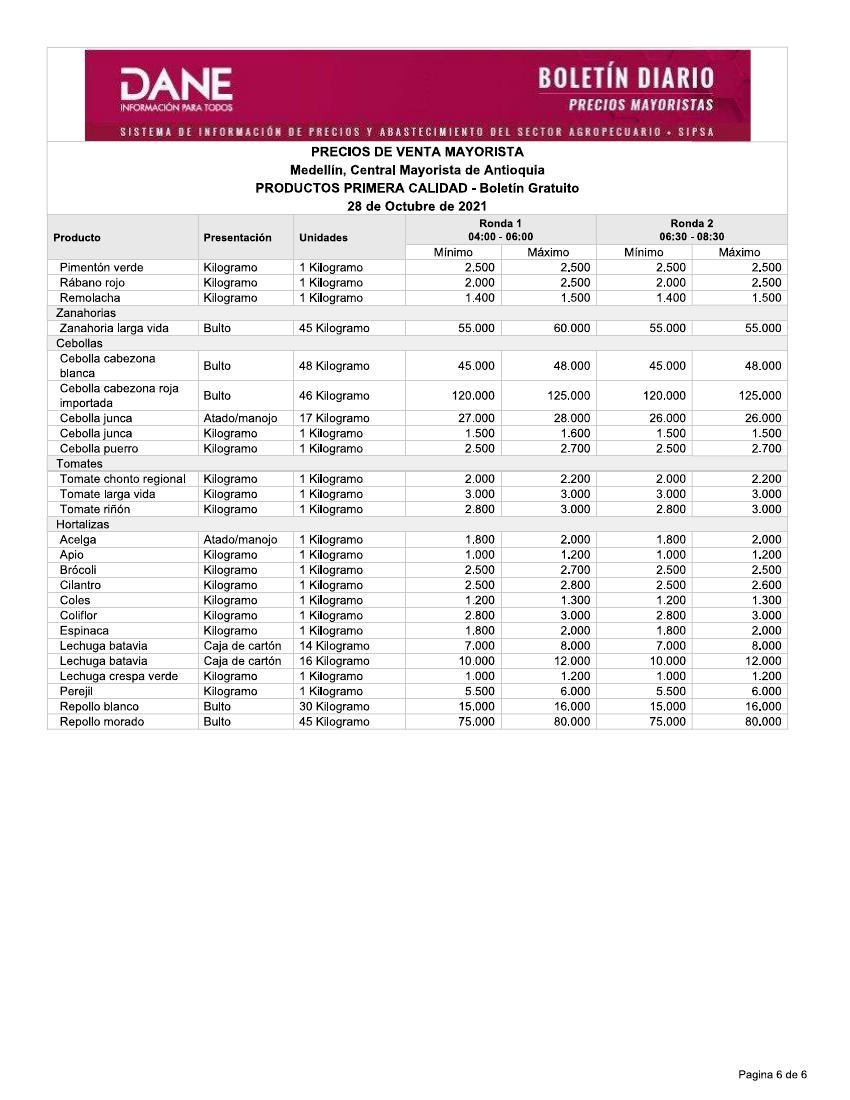 DANE
INFORMACIÓN PARA TODOS
BOLETÍN DIARIO
PRECIOS MAYORISTAS
SISTEMA DE INFORMACIÓN DE PRECIOS Y ABASTECIMIENTO DEL SECTOR AGROPECUARIO • SIPSA
PRECIOS DE VENTA MAYORISTA
Medellín, Central Mayorista de Antioquia
PRODUCTOS PRIMERA CALIDAD - Boletín Gratuito
28 de Octubre de 2021
Producto Presentación Unidades Ronda 1 04:00 - 06:00 Ronda 2 06:30 - 08:30
Mínimo Máximo Mínimo Máximo
Pimentón verde Kilogramo 1 Kilogramo 2.500 2.500 2.500 2.500
Rábano rojo Kilogramo 1 Kilogramo 2.000 2.500 2.000 2.500
Remolacha Kilogramo 1 Kilogramo 1.400 1.500 1.400 1.500
Zanahorias
Zanahoria larga vida Bulto 45 Kilogramo 55.000 60.000 55.000 55.000
Cebollas
Cebolla cabezona blanca Bulto 48 Kilogramo 45.000 48.000 45.000 48.000
Cebolla cabezona roja importada Bulto 46 Kilogramo 120.000 125.000 120.000 125.000
Cebolla junca Atado/manojo 17 Kilogramo 27.000 28.000 26.000 26.000
Cebolla junca Kilogramo 1 Kilogramo 1.500 1.600 1.500 1.500
Cebolla puerro Kilogramo 1 Kilogramo 2.500 2.700 2.500 2.700
Tomates
Tomate chonto regional Kilogramo 1 Kilogramo 2.000 2.200 2.000 2.200
Tomate larga vida Kilogramo 1 Kilogramo 3.000 3.000 3.000 3.000
Tomate riñón Kilogramo 1 Kilogramo 2.800 3.000 2.800 3.000
Hortalizas
Acelga Atado/manojo 1 Kilogramo 1.800 2.000 1.800 2.000
Apio Kilogramo 1 Kilogramo 1.000 1.200 1.000 1.200
Brócoli Kilogramo 1 Kilogramo 2.500 2.700 2.500 2.500
Cilantro Kilogramo 1 Kilogramo 2.500 2.800 2.500 2.600
Coles Kilogramo 1 Kilogramo 1.200 1.300 1.200 1.300
Coliflor Kilogramo 1 Kilogramo 2.800 3.000 2.800 3.000
Espinaca Kilogramo 1 Kilogramo 1.800 2.000 1.800 2.000
Lechuga batavia Caja de cartón 14 Kilogramo 7.000 8.000 7.000 8.000
Lechuga batavia Caja de cartón 16 Kilogramo 10.000 12.000 10.000 12.000
Lechuga crespa verde Kilogramo 1 Kilogramo 1.000 1.200 1.000 1.200
Perejil Kilogramo 1 Kilogramo 5.500 6.000 5.500 6.000
Repollo blanco Bulto 30 Kilogramo 15.000 16.000 15.000 16.000
Repollo morado Bulto 45 Kilogramo 75.000 80.000 75.000 80.000
Pagina 6 de 6